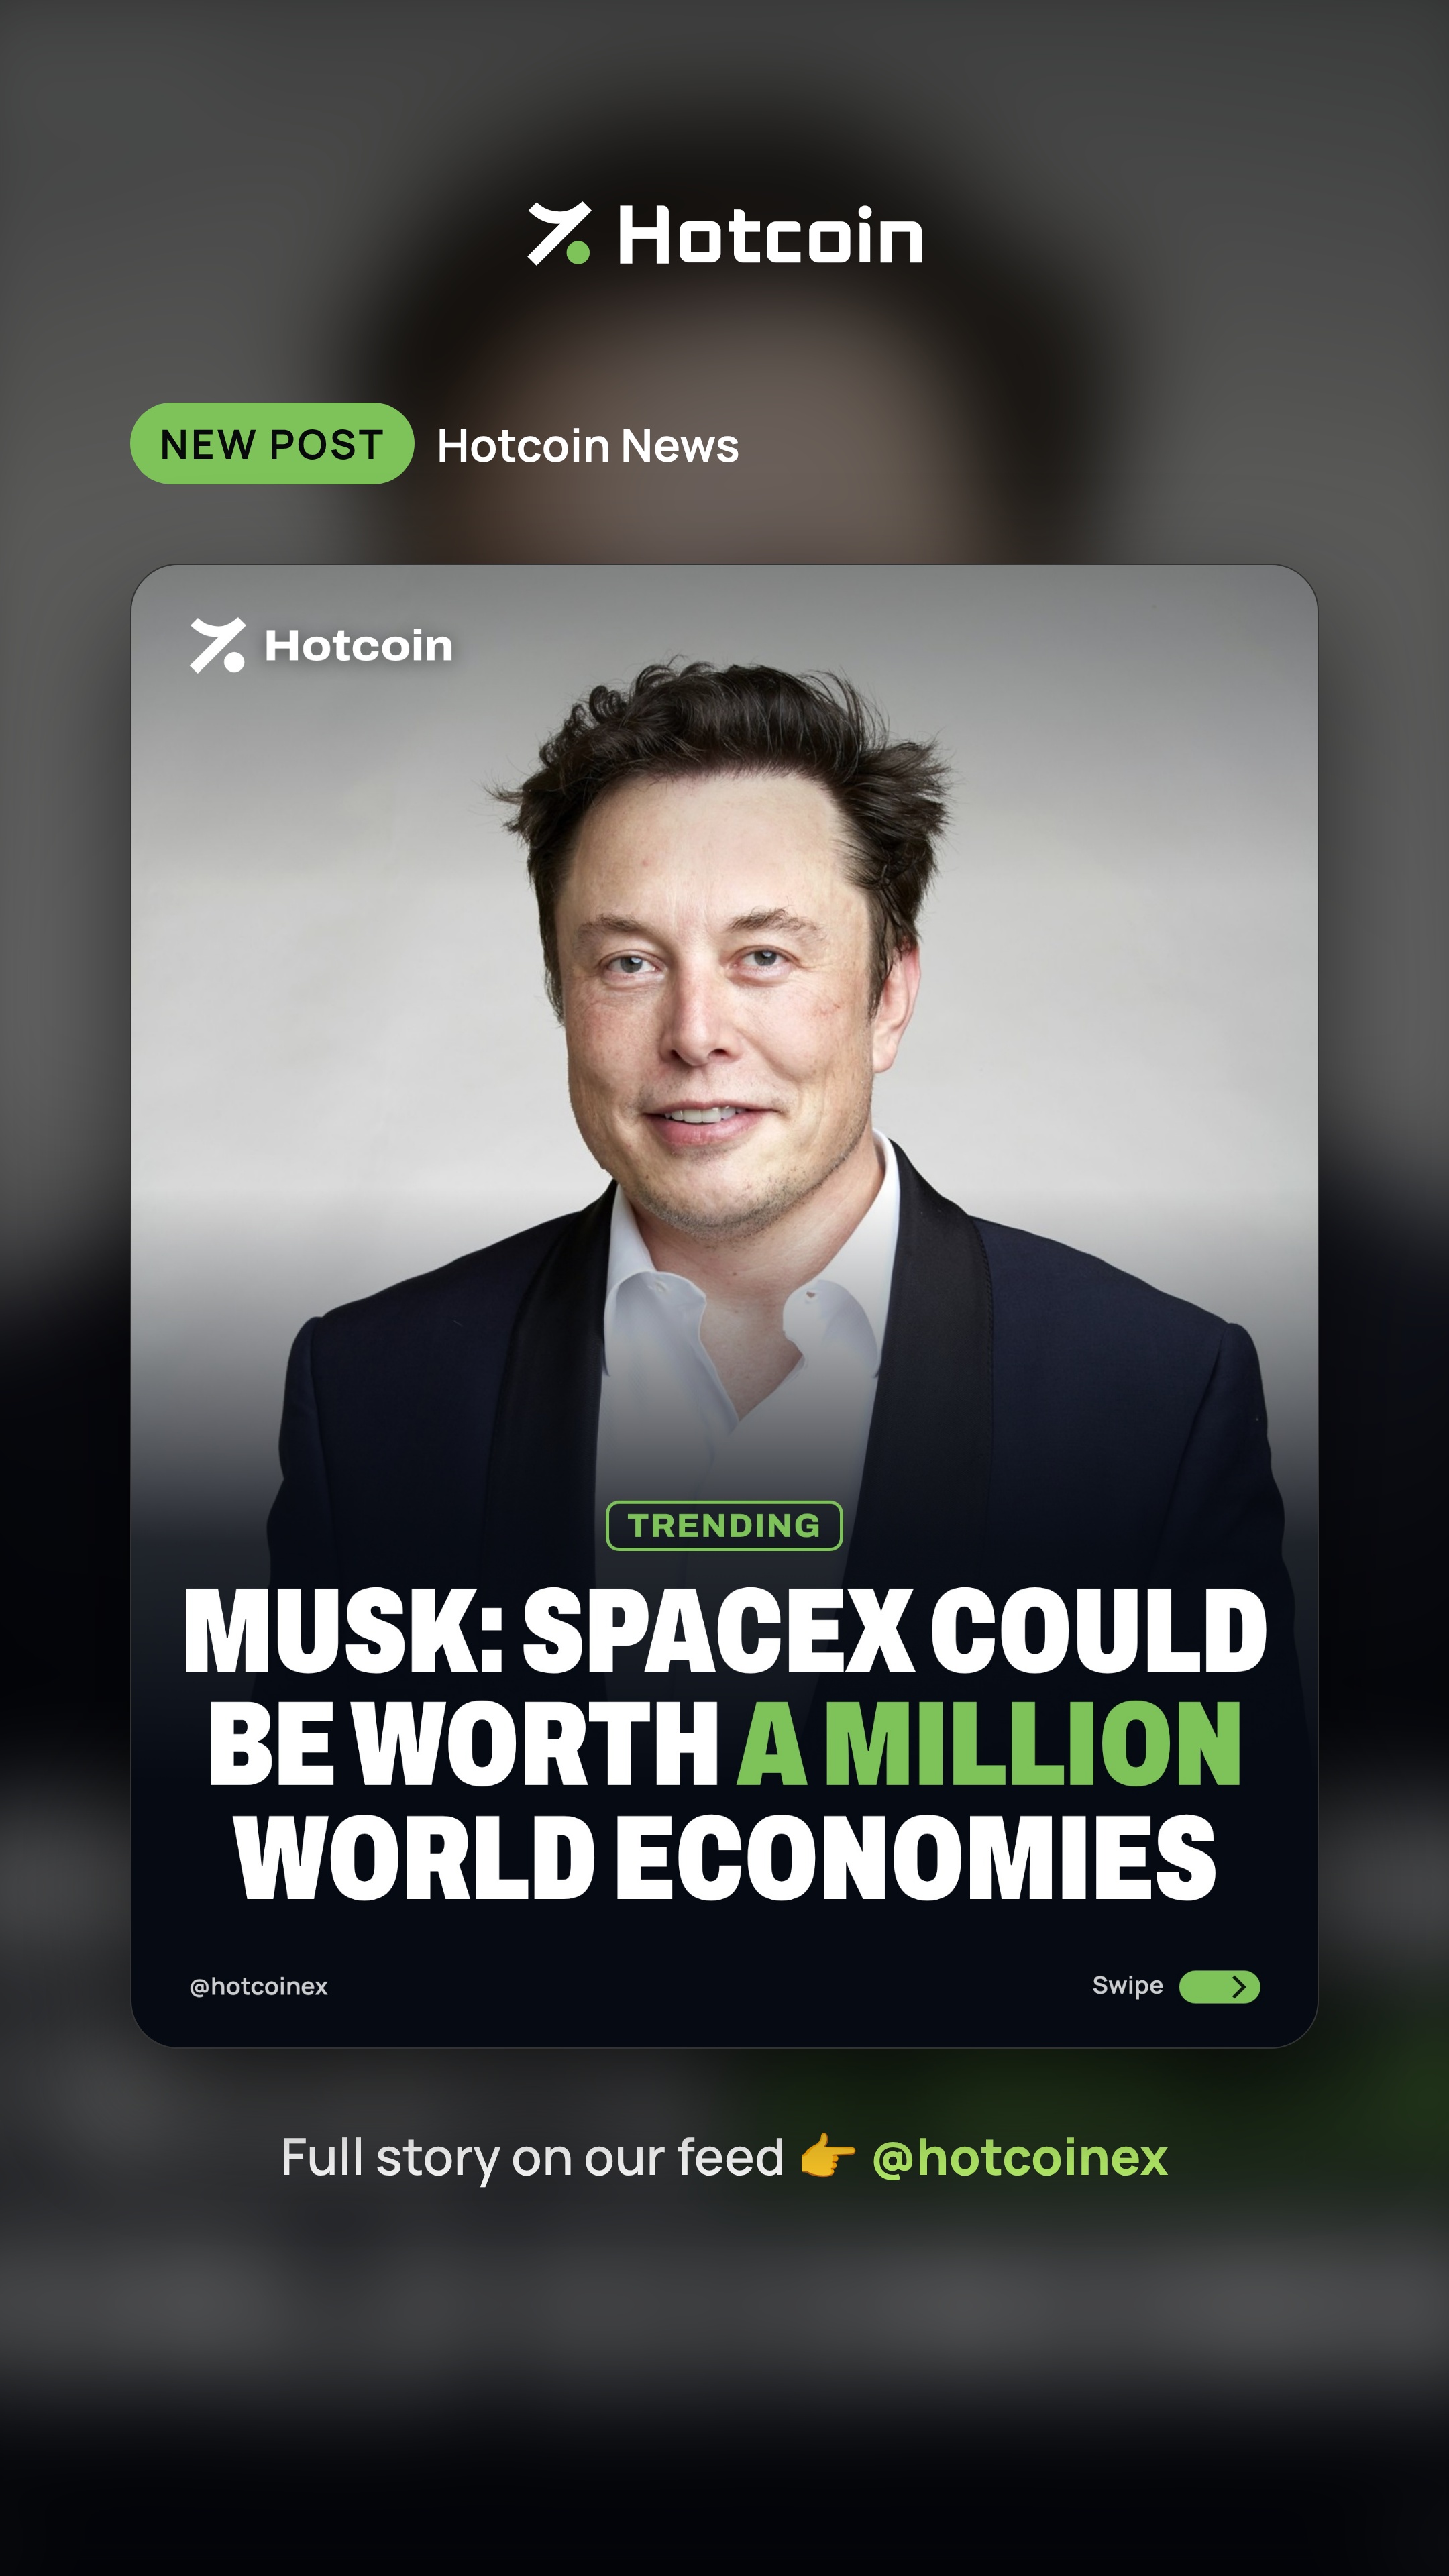 Hotcoin
NEW POST Hotcoin News
Hotcoin
TRENDING
MUSK: SPACEX COULD
BE WORTH A MILLION
WORLD ECONOMIES
@hotcoinex Swipe
Full story on our feed 👉 @hotcoinex